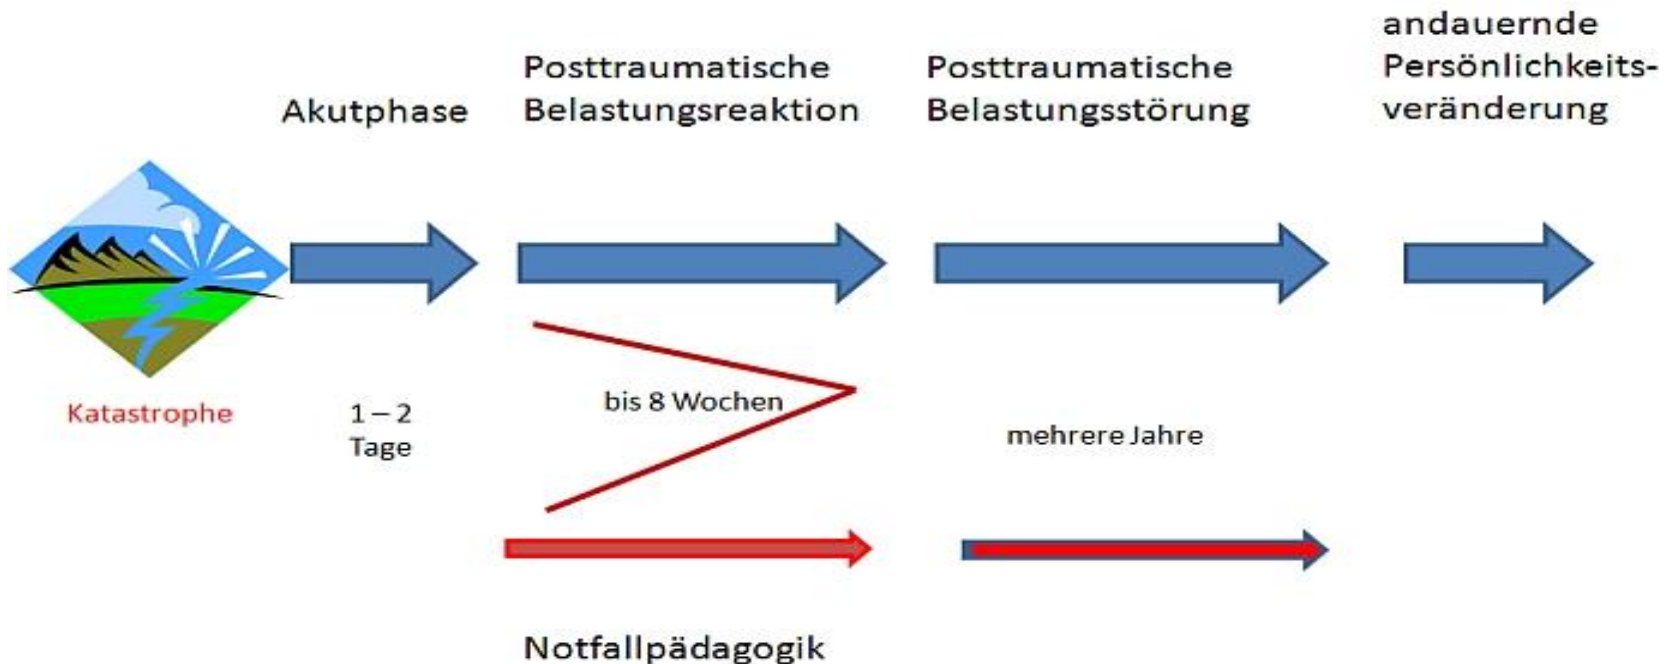 andauernde
Persönlichkeits-
veränderung
Posttraumatische
Belastungsreaktion
Posttraumatische
Belastungsstörung
Akutphase
Katastrophe
1 – 2
Tage
bis 8 Wochen
mehrere Jahre
Notfallpädagogik